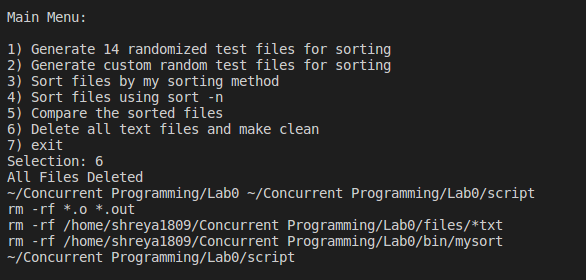 Main Menu:
1) Generate 14 randomized test files for sorting
2) Generate custom random test files for sorting
3) Sort files by my sorting method
4) Sort files using sort -n
5) Compare the sorted files
6) Delete all text files and make clean
7) exit
Selection: 6
All Files Deleted
~/Concurrent Programming/Lab0 ~/Concurrent Programming/Lab0/script
rm -rf *.o *.out
rm -rf /home/shreya1809/Concurrent Programming/Lab0/files/*txt
rm -rf /home/shreya1809/Concurrent Programming/Lab0/bin/mysort
~/Concurrent Programming/Lab0/script